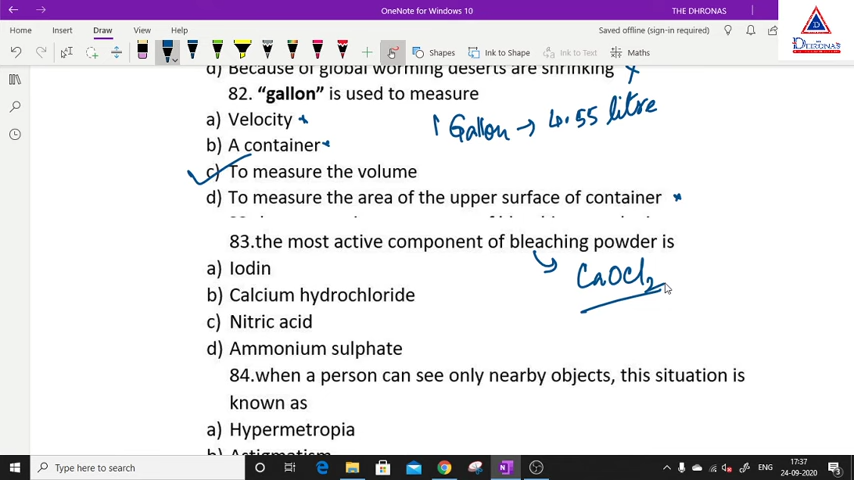 OneNote for Windows 10
THE DHRONAS
Home Insert Draw View Help
Saved offline (sign-in required)
Share
Shapes Ink to Shape Ink to Text Maths
d) Because of global worming deserts are shrinking x
82. “gallon” is used to measure
a) Velocity
1 Gallon → 4.55 litre
b) A container
c) To measure the volume
d) To measure the area of the upper surface of container
83.the most active component of bleaching powder is
a) Iodin
CaOCl2
b) Calcium hydrochloride
c) Nitric acid
d) Ammonium sulphate
84.when a person can see only nearby objects, this situation is
known as
a) Hypermetropia
b) Astigmatism
Type here to search
ENG
17:37
24-09-2020
3